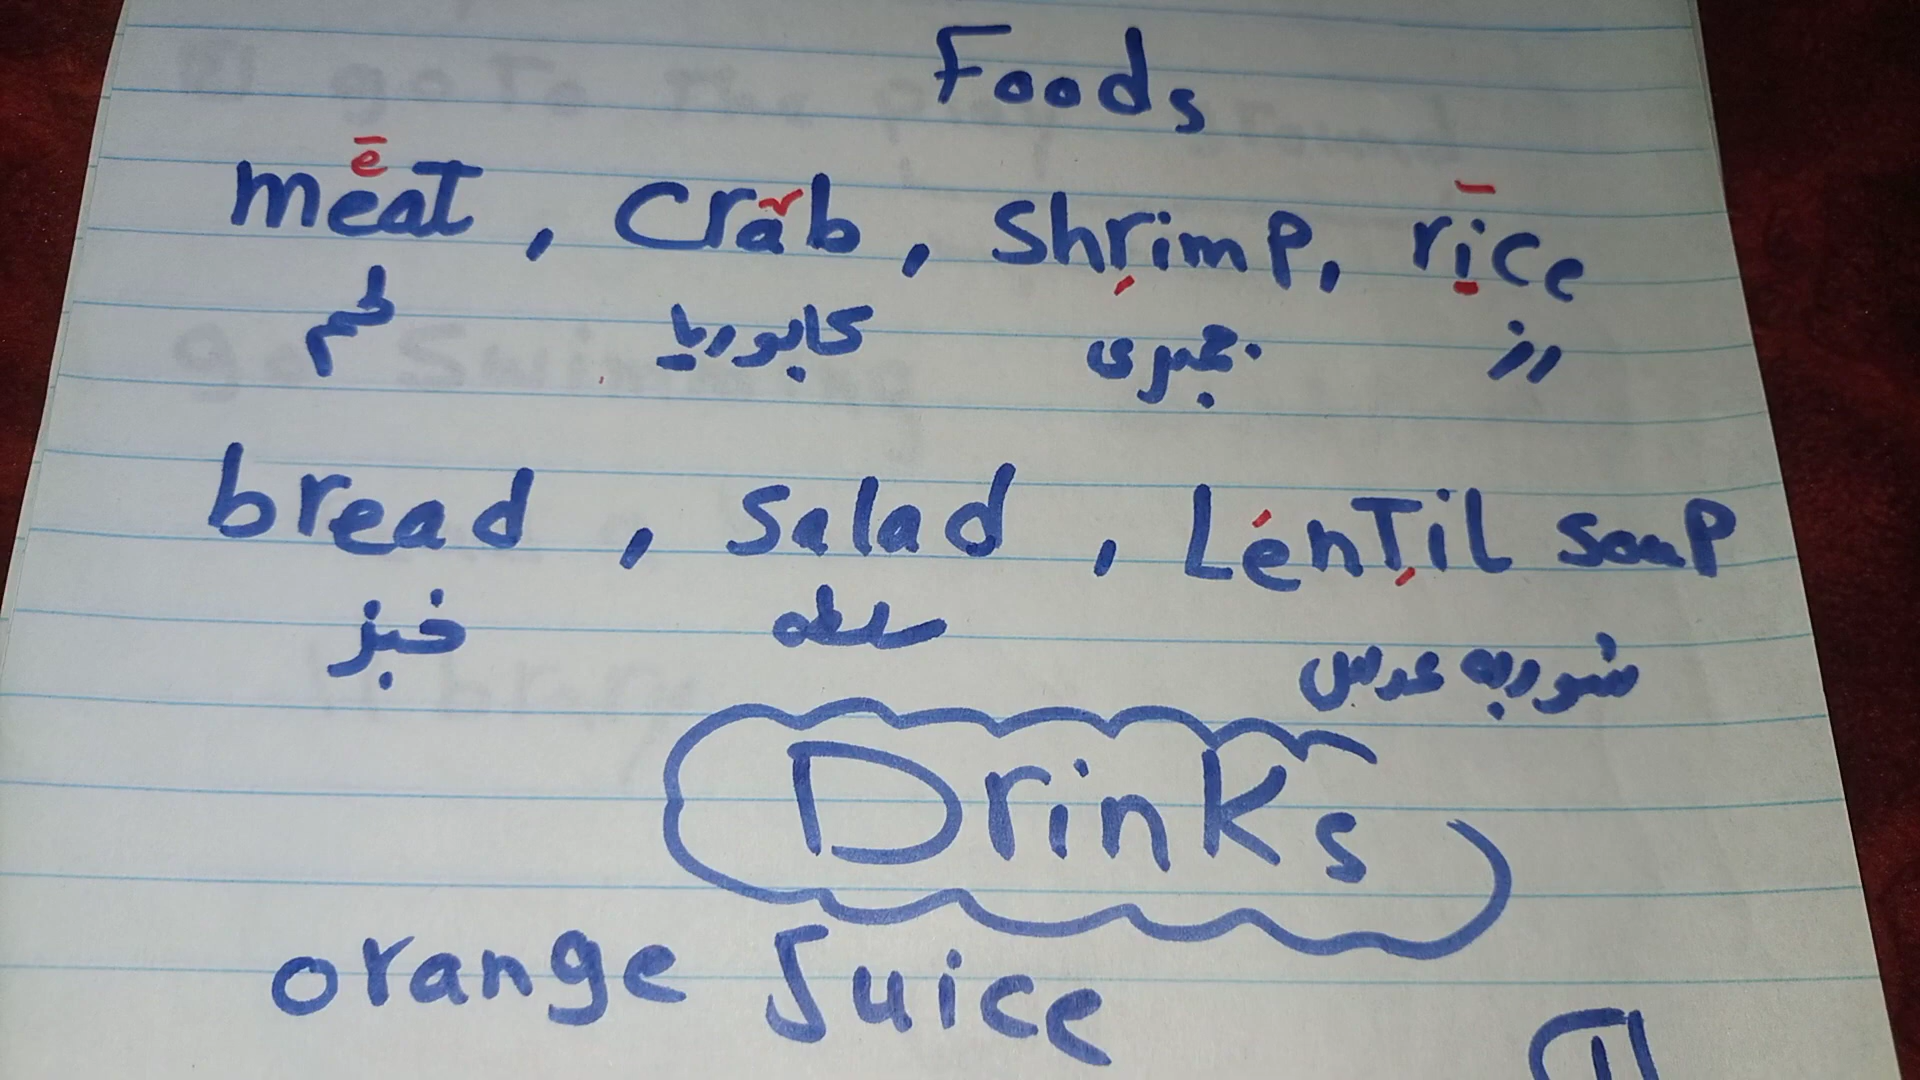 Foods
meat, Crab, Shrimp, rice
لحم كابوريا جمبرى رز
bread, Salad, Lentil soup
خبز سلطه شوربه عدس
Drinks
orange Juice